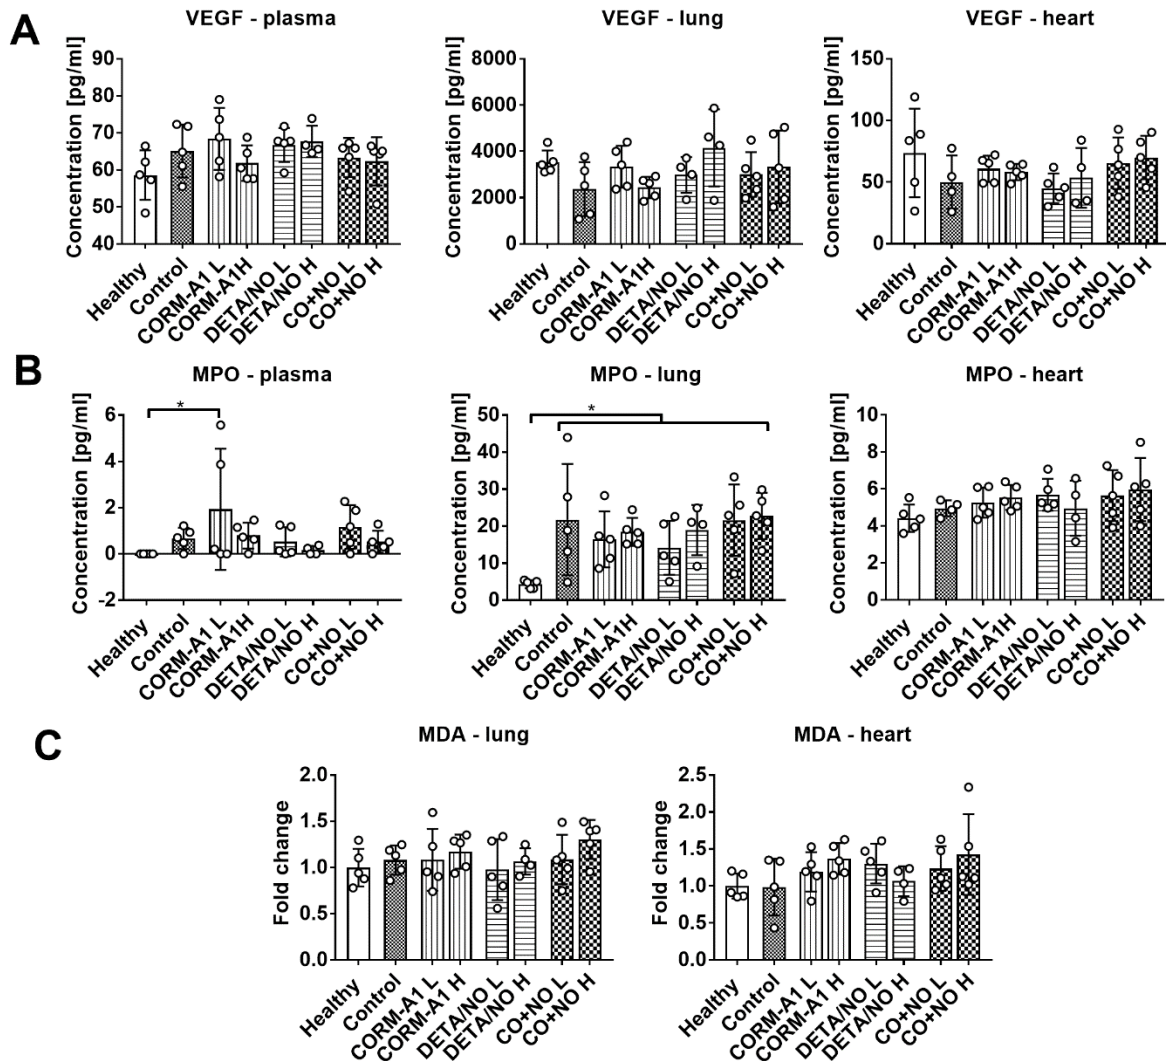 A
VEGF - plasma
Concentration [pg/ml]
90
80
70
60
50
40
Healthy
Control
CORM-A1 L
CORM-A1H
DETA/NO L
DETA/NO H
CO+NO L
CO+NO H
VEGF - lung
Concentration [pg/ml]
8000
6000
4000
2000
0
Healthy
Control
CORM-A1 L
CORM-A1H
DETA/NO L
DETA/NO H
CO+NO L
CO+NO H
VEGF - heart
Concentration [pg/ml]
150
100
50
0
Healthy
Control
CORM-A1 L
CORM-A1H
DETA/NO L
DETA/NO H
CO+NO L
CO+NO H
B
MPO - plasma
Concentration [pg/ml]
6
4
2
0
-2
*
Healthy
Control
CORM-A1 L
CORM-A1H
DETA/NO L
DETA/NO H
CO+NO L
CO+NO H
MPO - lung
Concentration [pg/ml]
50
40
30
20
10
0
*
Healthy
Control
CORM-A1 L
CORM-A1H
DETA/NO L
DETA/NO H
CO+NO L
CO+NO H
MPO - heart
Concentration [pg/ml]
10
8
6
4
2
0
Healthy
Control
CORM-A1 L
CORM-A1H
DETA/NO L
DETA/NO H
CO+NO L
CO+NO H
C
MDA - lung
Fold change
2.0
1.5
1.0
0.5
0.0
Healthy
Control
CORM-A1 L
CORM-A1 H
DETA/NO L
DETA/NO H
CO+NO L
CO+NO H
MDA - heart
Fold change
2.5
2.0
1.5
1.0
0.5
0.0
Healthy
Control
CORM-A1 L
CORM-A1 H
DETA/NO L
DETA/NO H
CO+NO L
CO+NO H